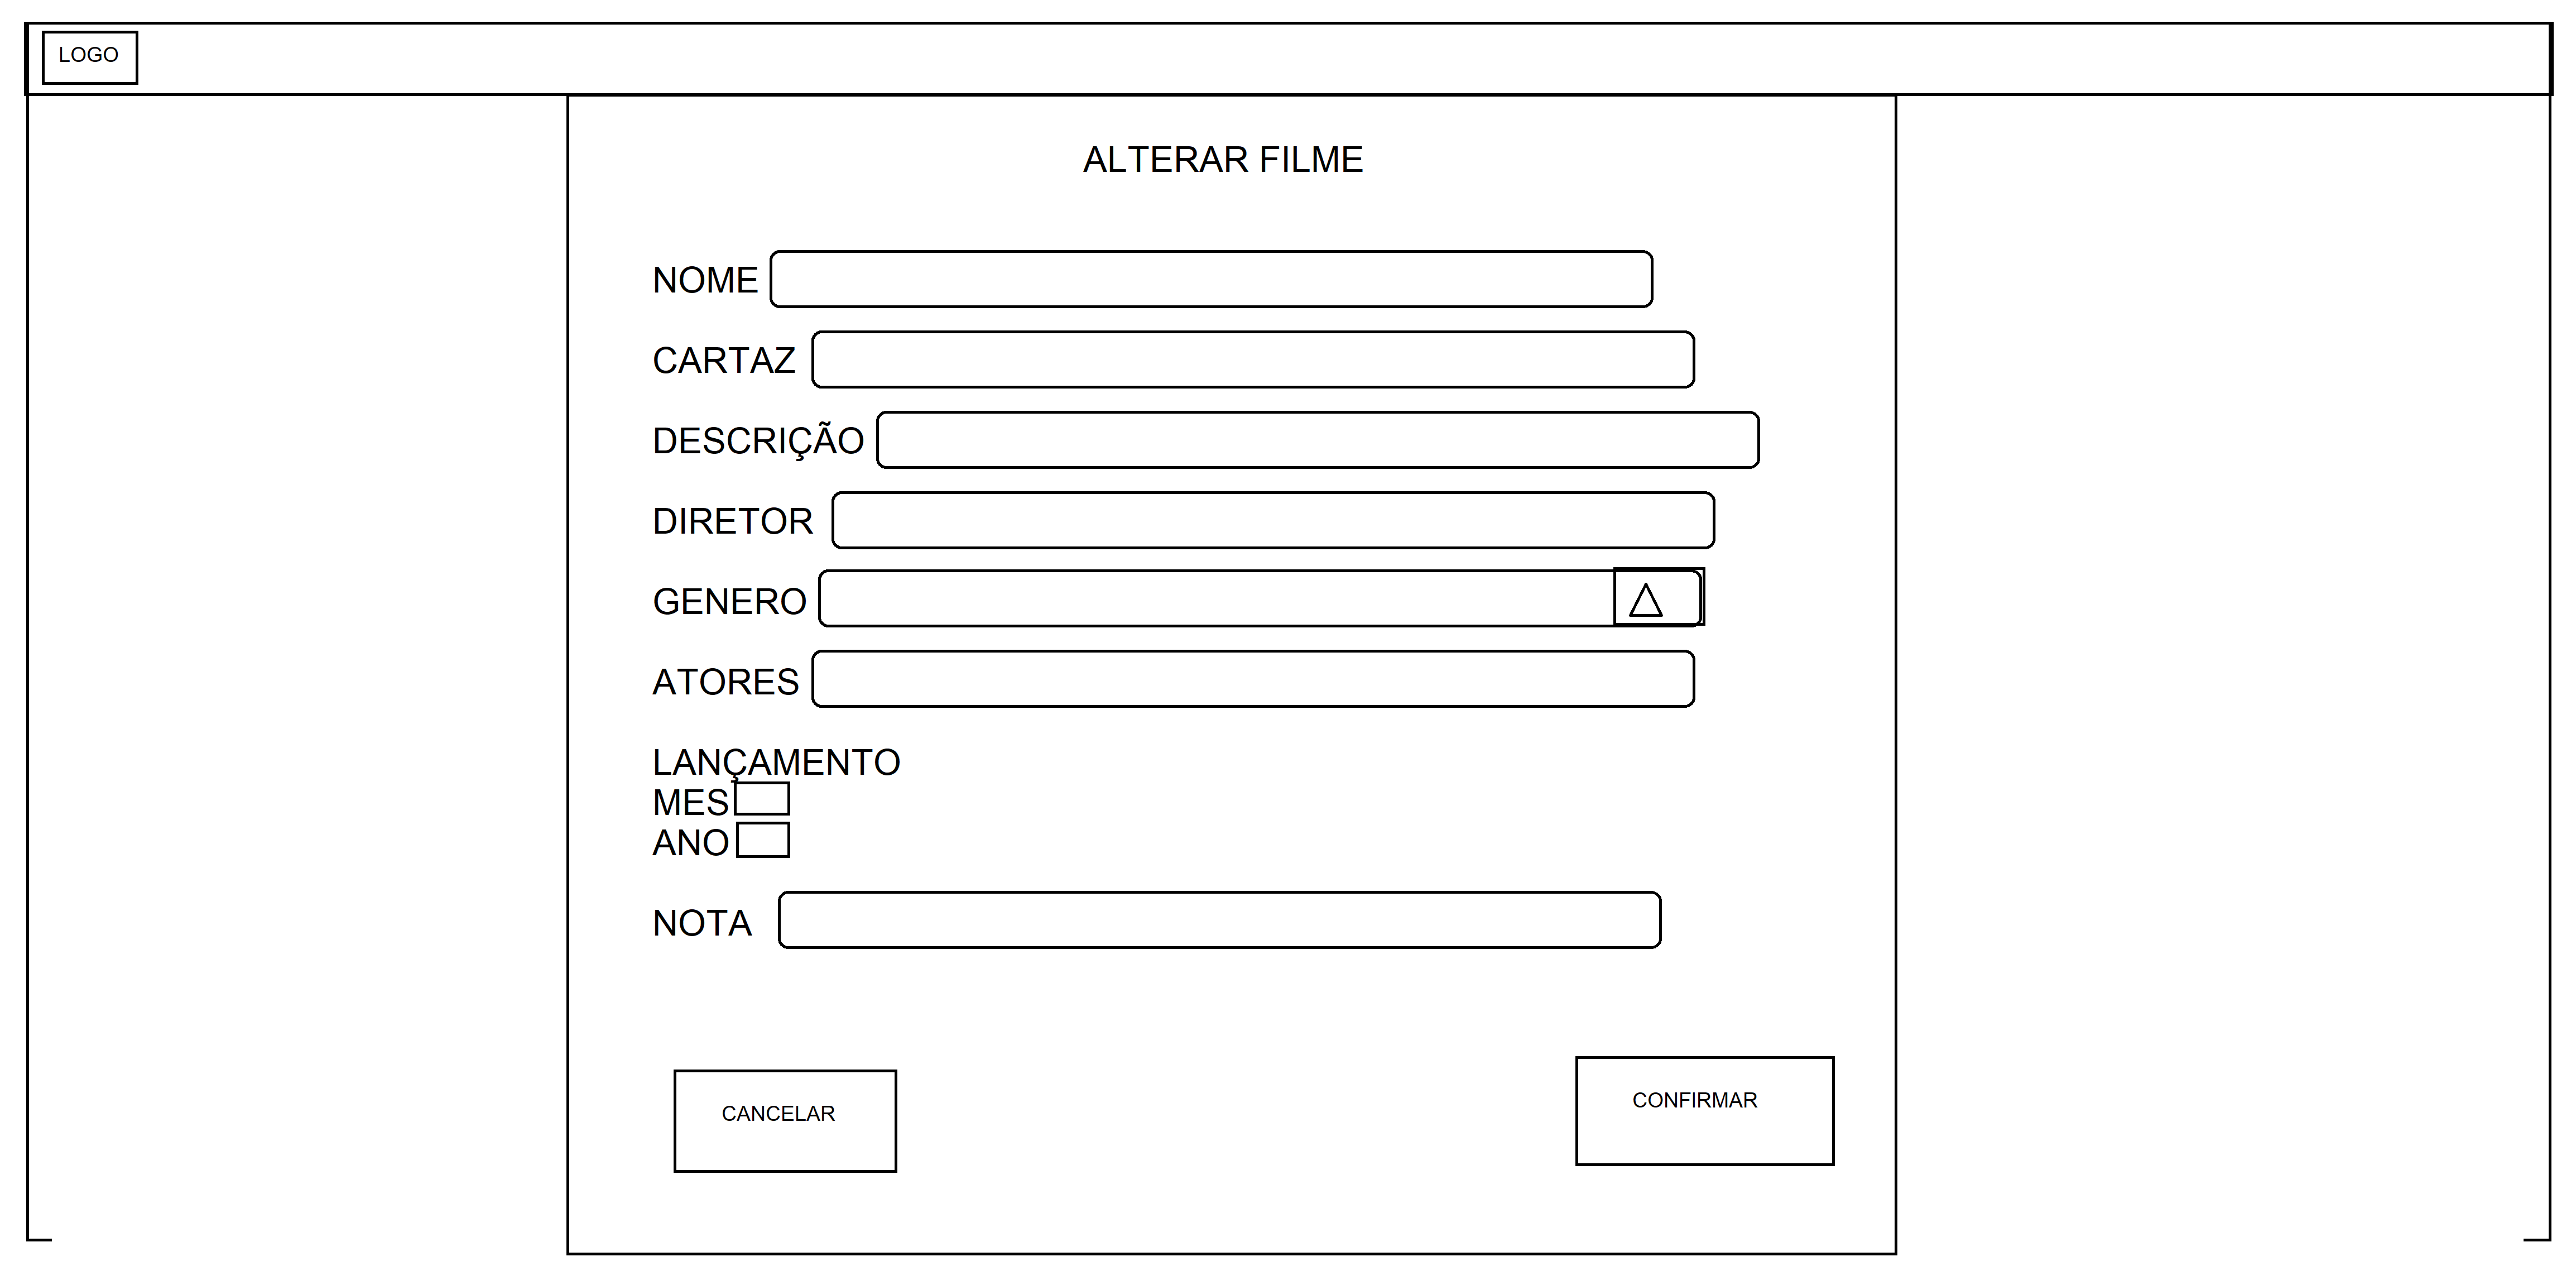 LOGO
ALTERAR FILME
NOME
CARTAZ
DESCRIÇÃO
DIRETOR
GENERO
ATORES
LANÇAMENTO
MES
ANO
NOTA
CANCELAR
CONFIRMAR